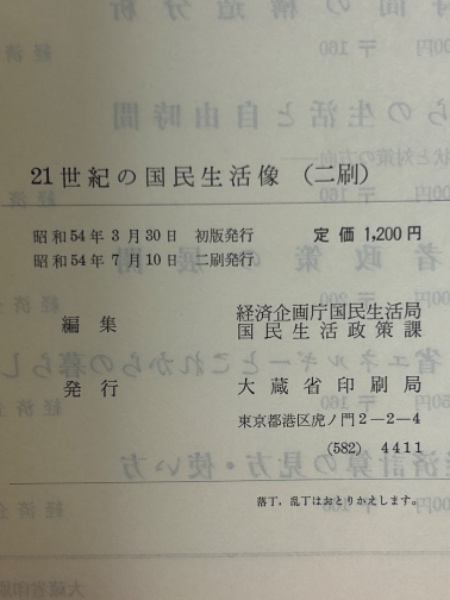 21世紀の国民生活像 (二刷)
昭和54年3月30日 初版発行 定価1,200円
昭和54年7月10日 二刷発行
編集 経済企画庁国民生活局
国民生活政策課
発行 大蔵省印刷局
東京都港区虎ノ門2-2-4
(582) 4411
落丁,乱丁はおとりかえします。